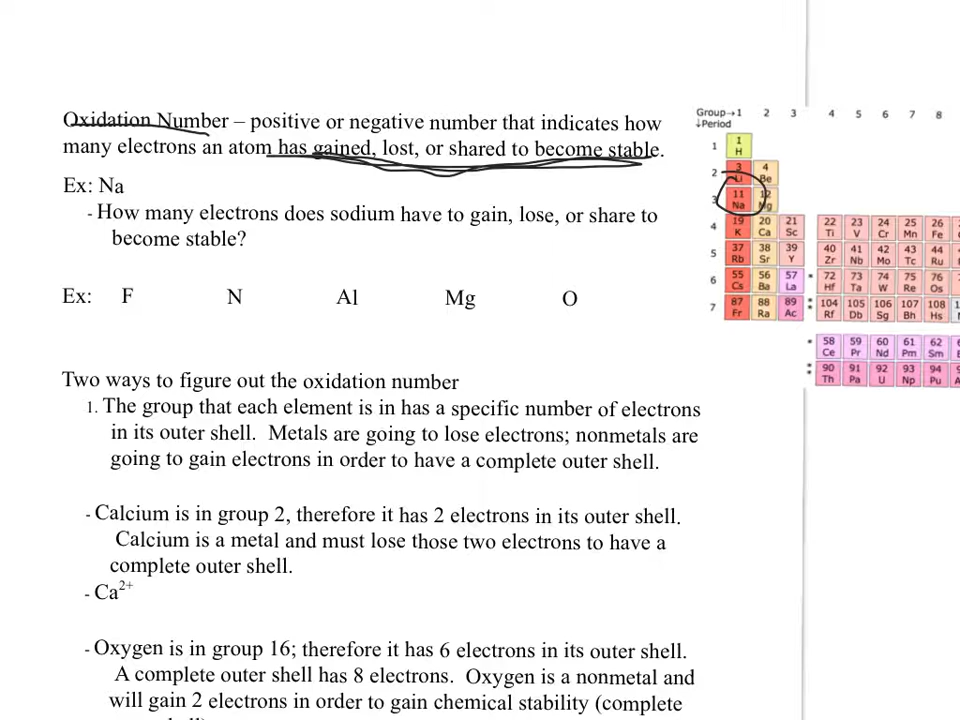 Oxidation Number – positive or negative number that indicates how
many electrons an atom has gained, lost, or shared to become stable.
Ex: Na
- How many electrons does sodium have to gain, lose, or share to
become stable?
Ex: F N Al Mg O
Two ways to figure out the oxidation number
1. The group that each element is in has a specific number of electrons
in its outer shell. Metals are going to lose electrons; nonmetals are
going to gain electrons in order to have a complete outer shell.
- Calcium is in group 2, therefore it has 2 electrons in its outer shell.
Calcium is a metal and must lose those two electrons to have a
complete outer shell.
- Ca²⁺
- Oxygen is in group 16; therefore it has 6 electrons in its outer shell.
A complete outer shell has 8 electrons. Oxygen is a nonmetal and
will gain 2 electrons in order to gain chemical stability (complete
Group→1 2 3 4 5 6 7 8
↓Period
1
1
H
2 3 4
Li Be
3 11 12
Na Mg
4 19 20 21 22 23 24 25 26
K Ca Sc Ti V Cr Mn Fe
5 37 38 39 40 41 42 43 44
Rb Sr Y Zr Nb Mo Tc Ru
6 55 56 57 * 72 73 74 75 76
Cs Ba La Hf Ta W Re Os
7 87 88 89 * * 104 105 106 107 108
Fr Ra Ac Rf Db Sg Bh Hs
* 58 59 60 61 62
Ce Pr Nd Pm Sm
* * 90 91 92 93 94
Th Pa U Np Pu